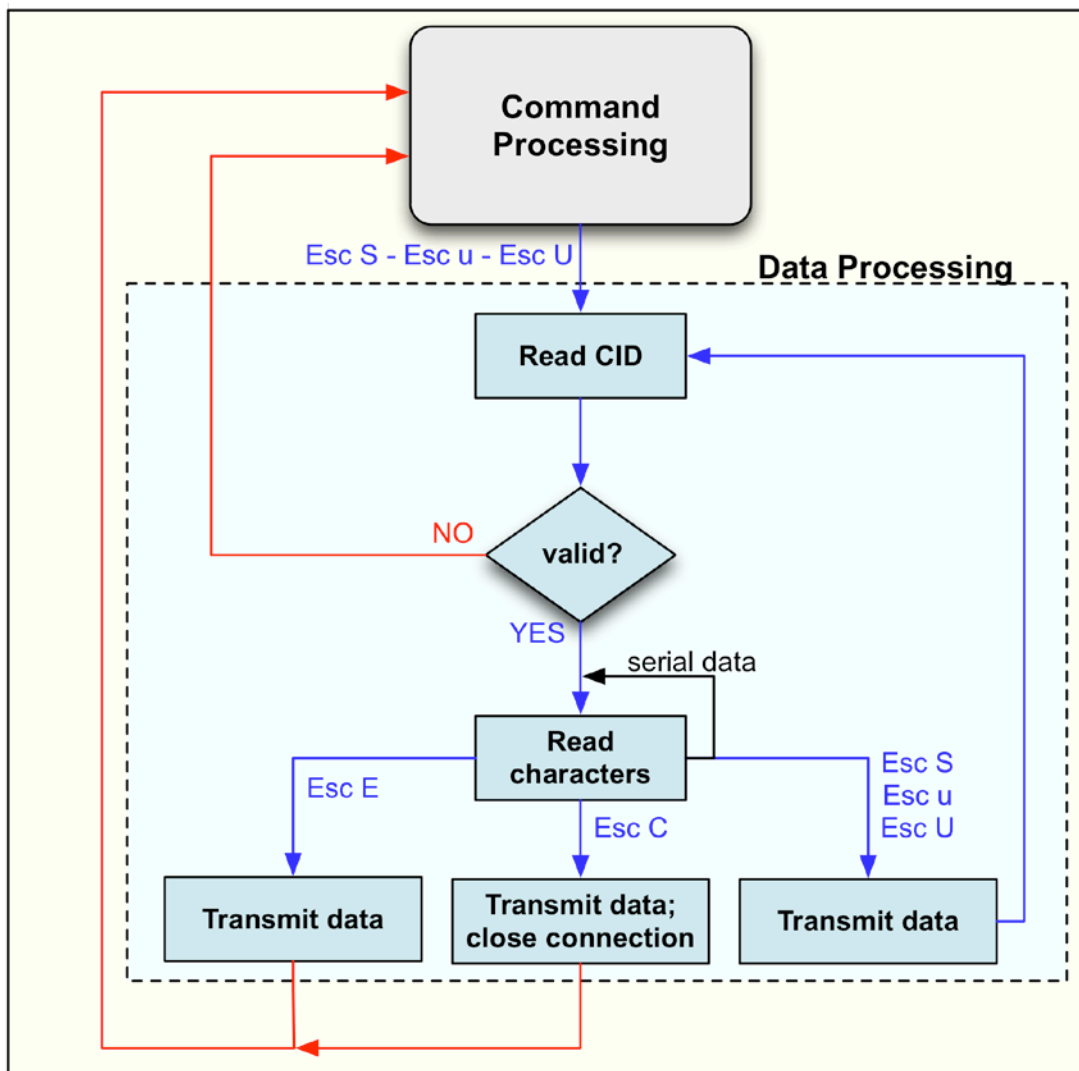 Command
Processing
Esc S - Esc u - Esc U
Data Processing
Read CID
valid?
NO
YES
serial data
Read
characters
Esc E
Esc C
Esc S
Esc u
Esc U
Transmit data
Transmit data;
close connection
Transmit data